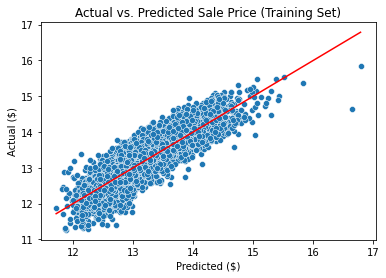 Actual vs. Predicted Sale Price (Training Set)
17
16
15
14
13
12
11
Actual ($)
12 13 14 15 16 17
Predicted ($)